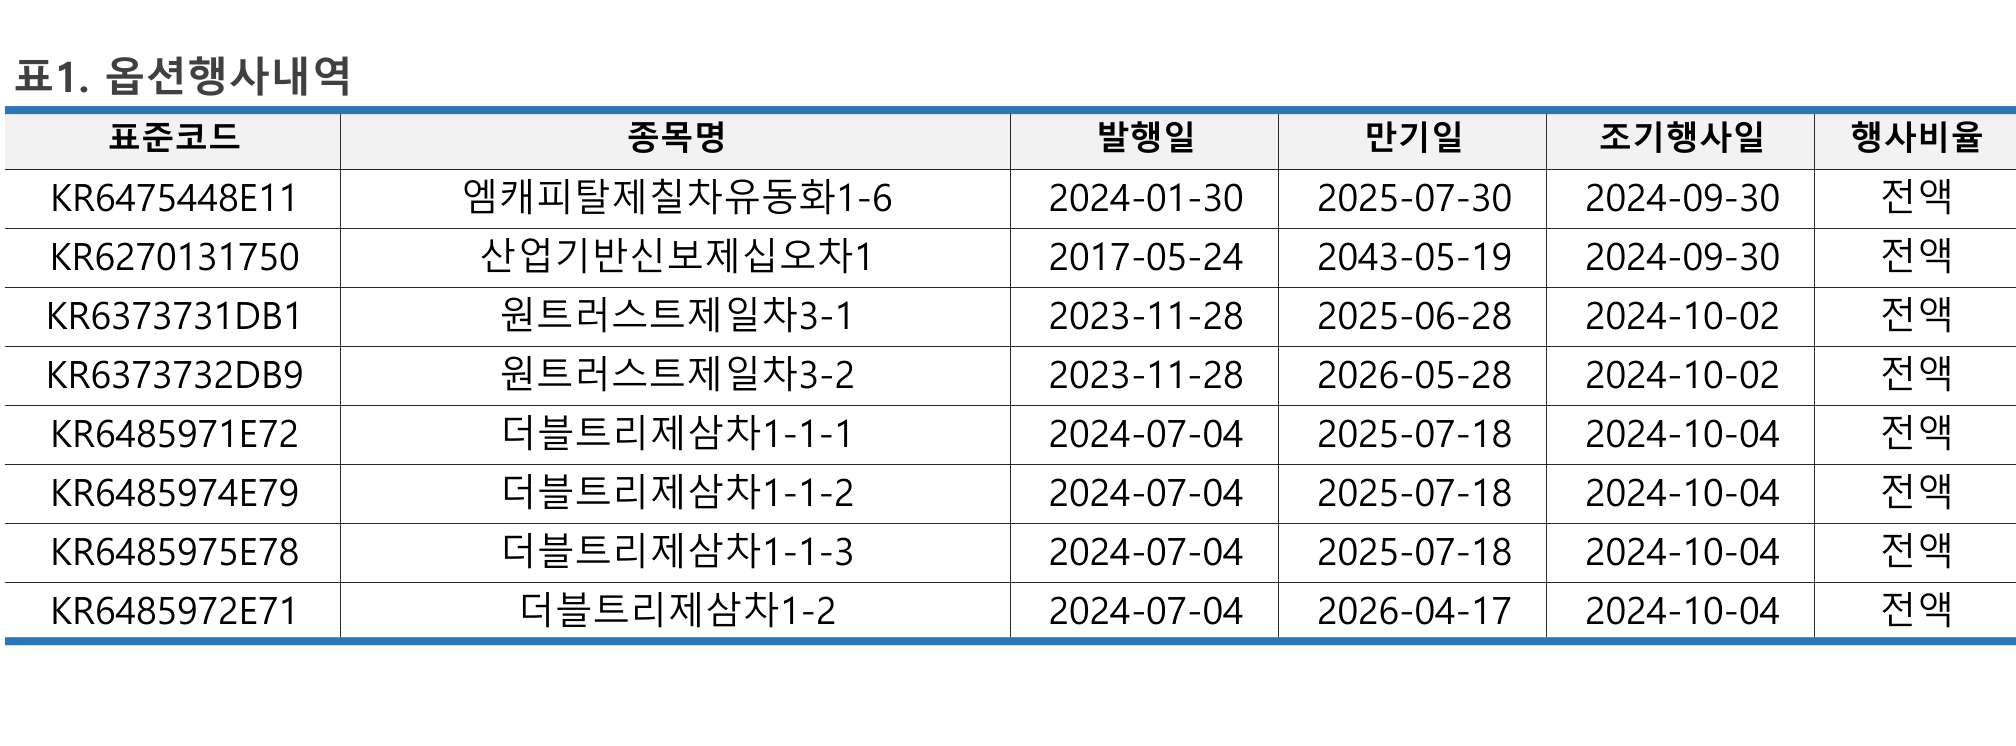 표1. 옵션행사내역
표준코드 종목명 발행일 만기일 조기행사일 행사비율
KR6475448E11 엠캐피탈제칠차유동화1-6 2024-01-30 2025-07-30 2024-09-30 전액
KR6270131750 산업기반신보제십오차1 2017-05-24 2043-05-19 2024-09-30 전액
KR6373731DB1 원트러스트제일차3-1 2023-11-28 2025-06-28 2024-10-02 전액
KR6373732DB9 원트러스트제일차3-2 2023-11-28 2026-05-28 2024-10-02 전액
KR6485971E72 더블트리제삼차1-1-1 2024-07-04 2025-07-18 2024-10-04 전액
KR6485974E79 더블트리제삼차1-1-2 2024-07-04 2025-07-18 2024-10-04 전액
KR6485975E78 더블트리제삼차1-1-3 2024-07-04 2025-07-18 2024-10-04 전액
KR6485972E71 더블트리제삼차1-2 2024-07-04 2026-04-17 2024-10-04 전액